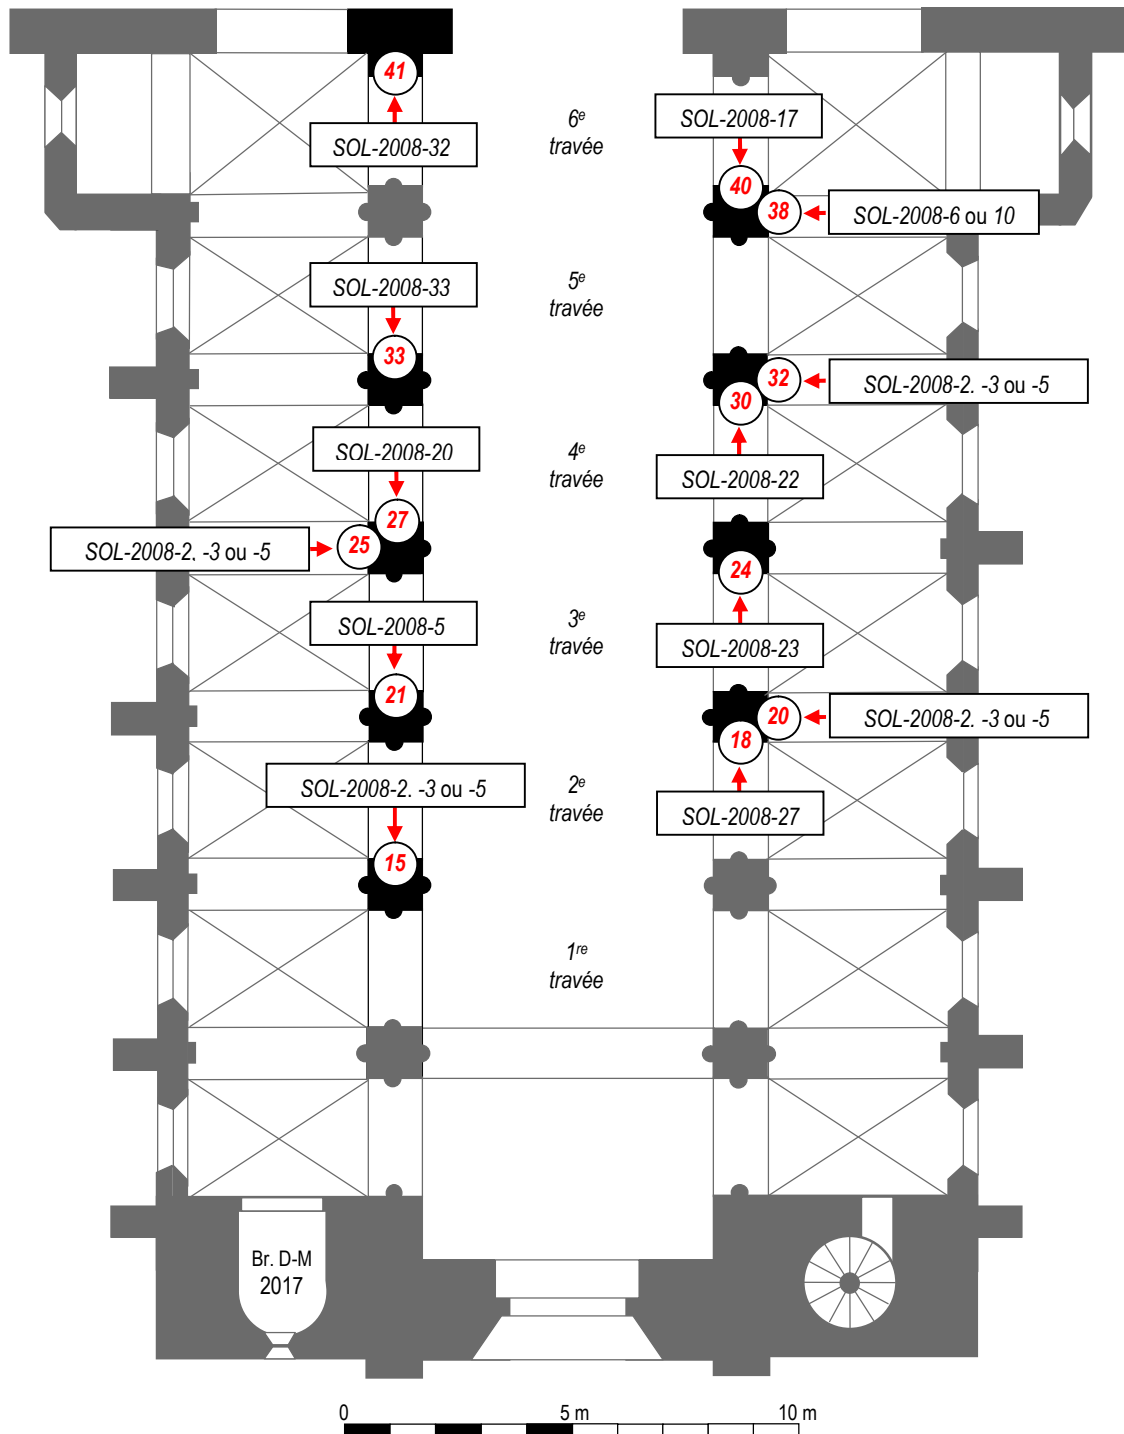 41
SOL-2008-32
6e
travée
SOL-2008-17
40
38
SOL-2008-6 ou 10
SOL-2008-33
5e
travée
33
32
SOL-2008-2. -3 ou -5
30
SOL-2008-20
4e
travée
SOL-2008-22
27
25
SOL-2008-2. -3 ou -5
24
SOL-2008-5
3e
travée
SOL-2008-23
21
20
SOL-2008-2. -3 ou -5
18
SOL-2008-2. -3 ou -5
2e
travée
SOL-2008-27
15
1re
travée
Br. D-M
2017
0 5 m 10 m